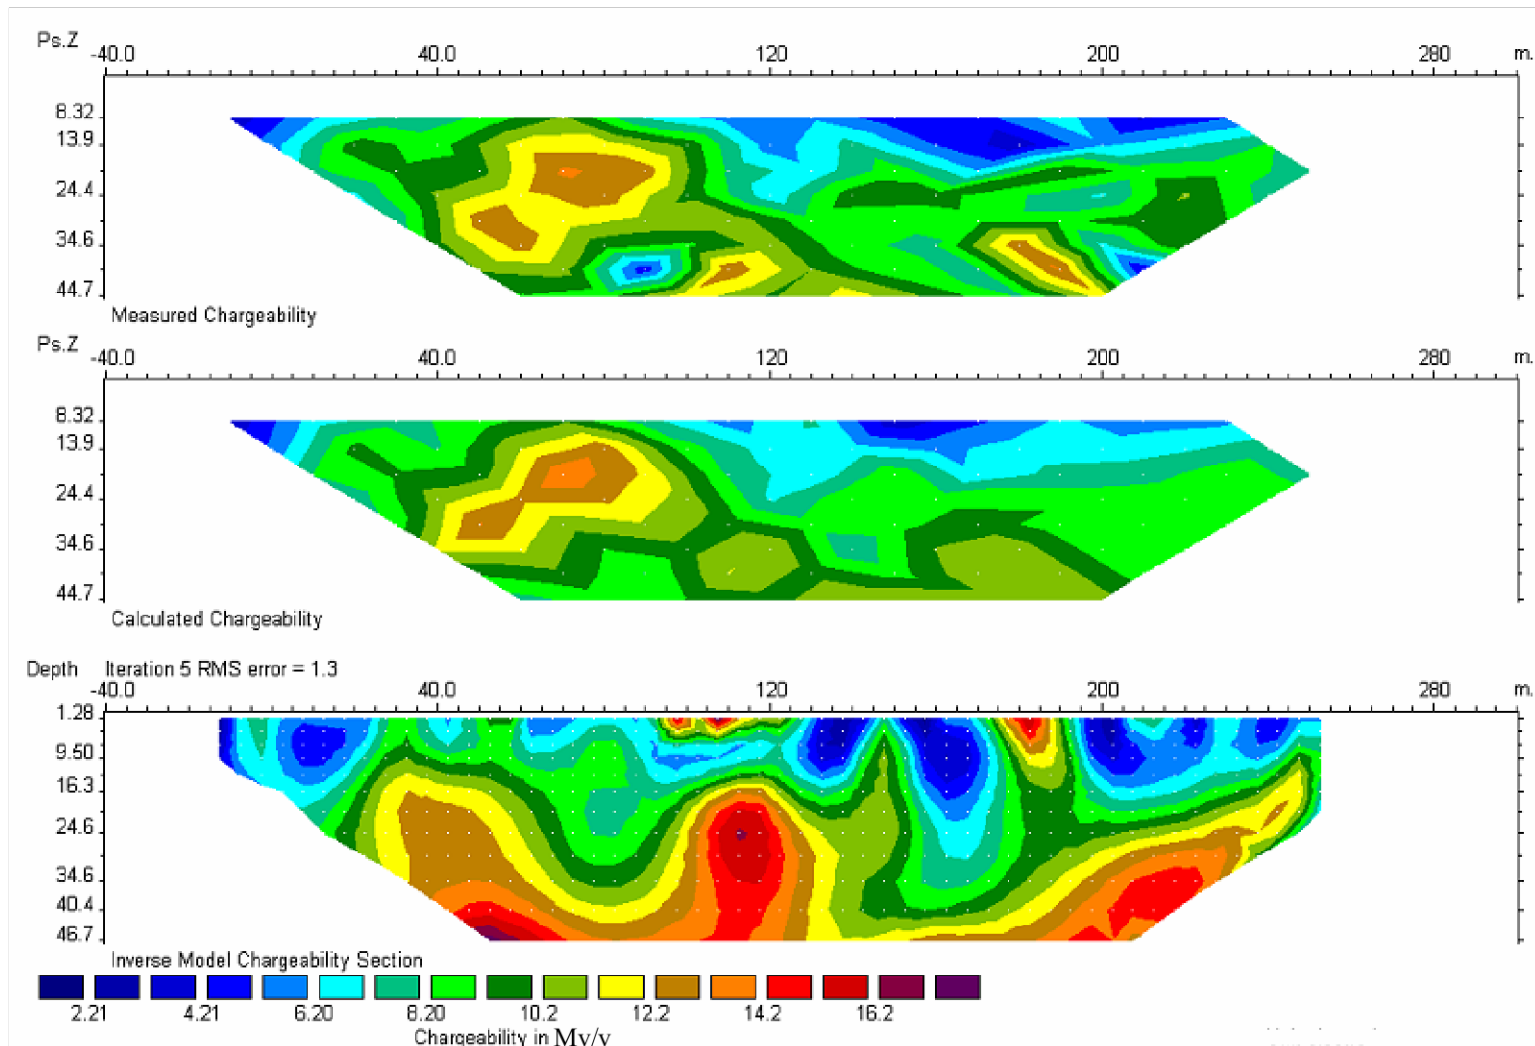 Ps.Z -40.0 40.0 120 200 280 m.
8.32
13.9
24.4
34.6
44.7
Measured Chargeability
Ps.Z -40.0 40.0 120 200 280 m.
8.32
13.9
24.4
34.6
44.7
Calculated Chargeability
Depth Iteration 5 RMS error = 1.3
-40.0 40.0 120 200 280 m.
1.28
9.50
16.3
24.6
34.6
40.4
46.7
Inverse Model Chargeability Section
2.21 4.21 6.20 8.20 10.2 12.2 14.2 16.2
Chargeability in Mv/v